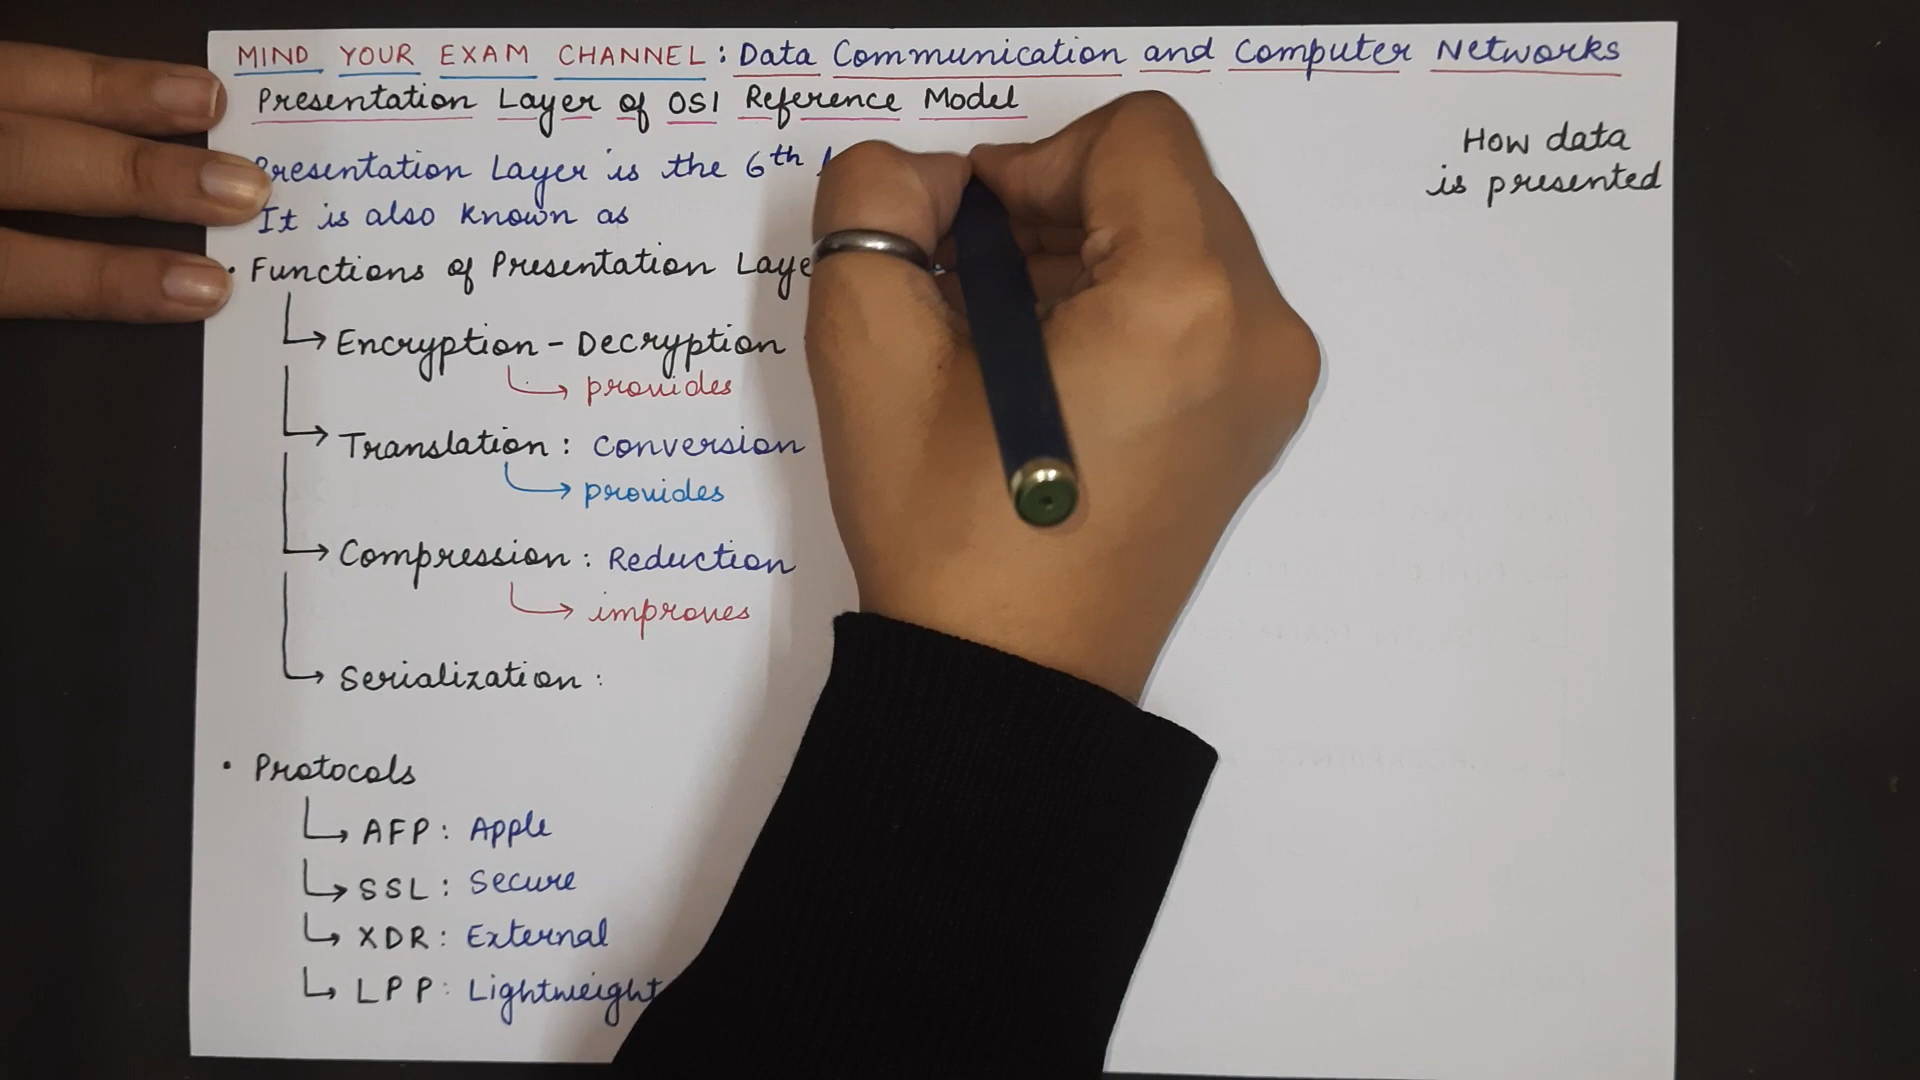 MIND YOUR EXAM CHANNEL: Data Communication and Computer Networks
Presentation Layer of OSI Reference Model
How data
is presented
Presentation Layer is the 6th
It is also known as
• Functions of Presentation Laye
Encryption - Decryption
provides
Translation: Conversion
provides
Compression: Reduction
improves
Serialization:
• Protocols
AFP: Apple
SSL: Secure
XDR: External
LPP: Lightweight